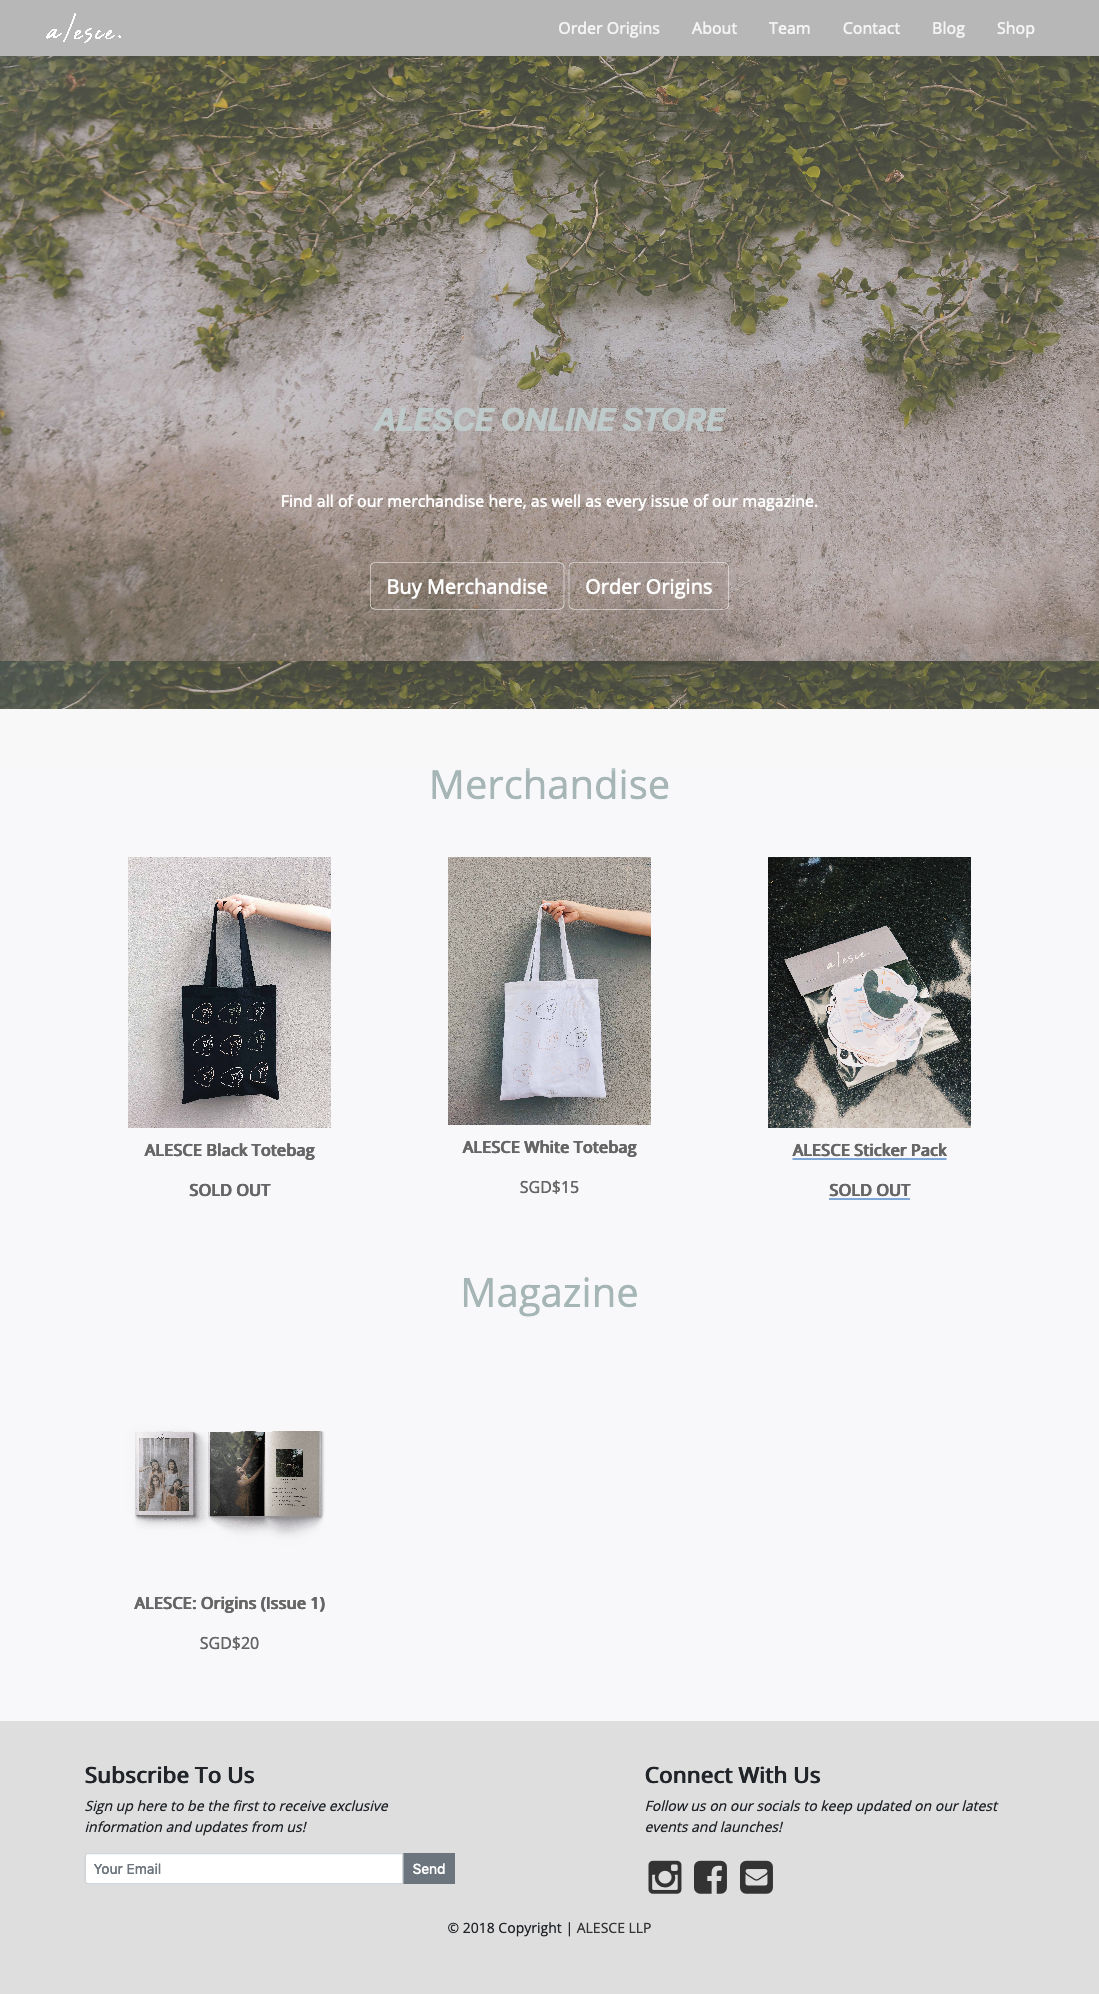 alesce.
Order Origins About Team Contact Blog Shop
ALESCE ONLINE STORE
Find all of our merchandise here, as well as every issue of our magazine.
Buy Merchandise Order Origins
Merchandise
alesce
ALESCE Black Totebag
SOLD OUT
ALESCE White Totebag
SGD$15
ALESCE Sticker Pack
SOLD OUT
Magazine
ALESCE: Origins (Issue 1)
SGD$20
Subscribe To Us
Sign up here to be the first to receive exclusive
information and updates from us!
Your Email Send
Connect With Us
Follow us on our socials to keep updated on our latest
events and launches!
© 2018 Copyright | ALESCE LLP